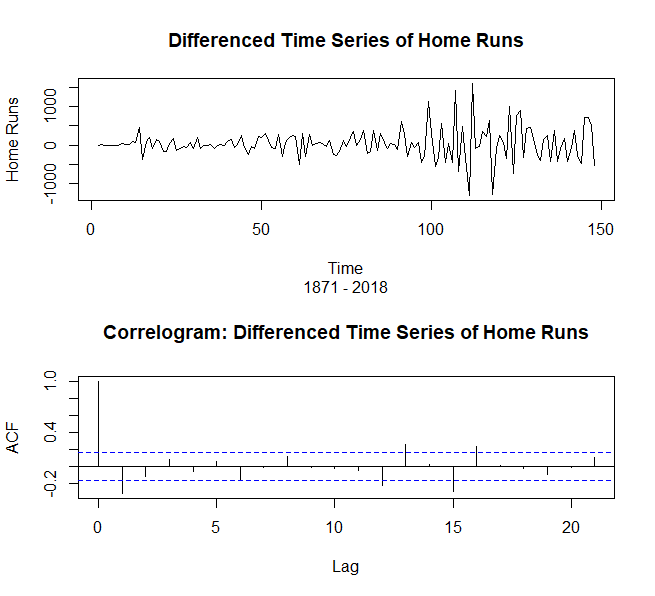 Differenced Time Series of Home Runs
Home Runs
1000
0
-1000
0 50 100 150
Time
1871 - 2018
Correlogram: Differenced Time Series of Home Runs
ACF
1.0
0.4
-0.2
0 5 10 15 20
Lag